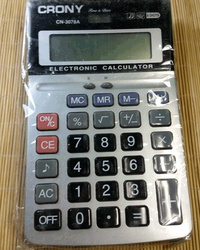 CRONY
CN-3078A
ELECTRONIC CALCULATOR
MC MR M-
ON/C % √ +/−
CE 7 8 9
4 5 6
AC 1 2 3
OFF 0